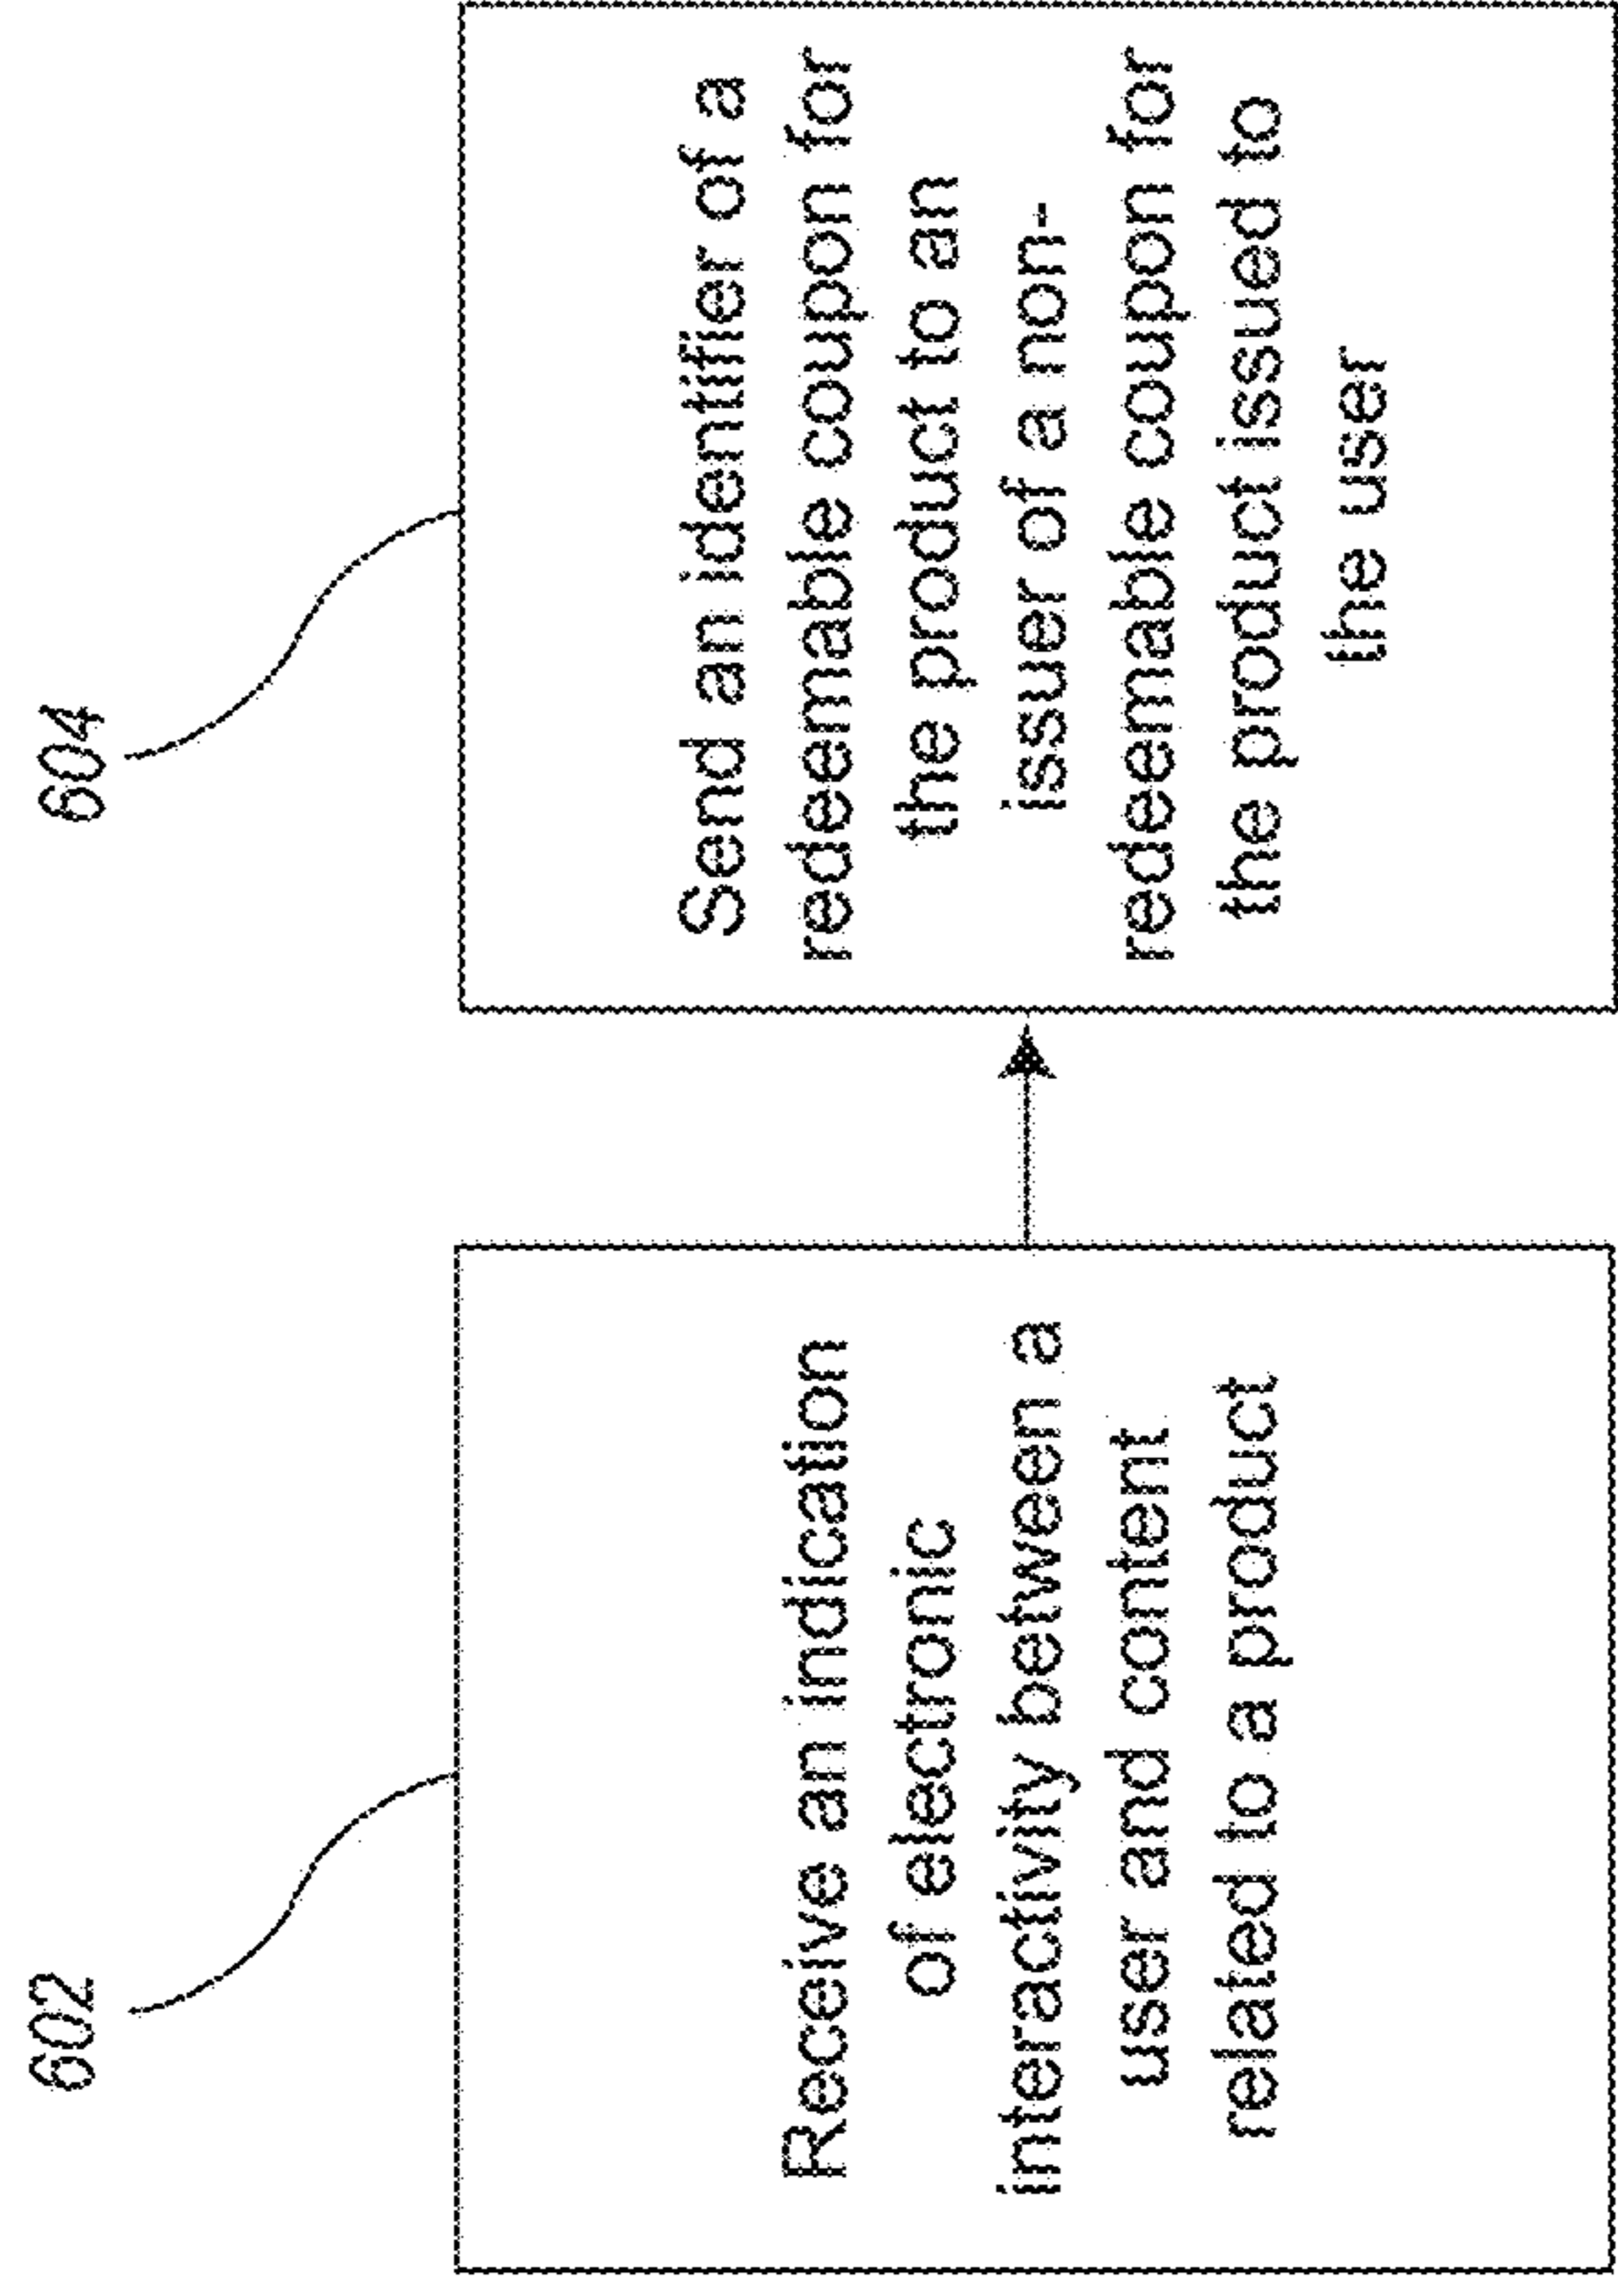 602
Receive an indication
of electronic
interactivity between a
user and content
related to a product
604
Send an identifier of a
redeemable coupon for
the product to an
issuer of a non-
redeemable coupon for
the product issued to
the user